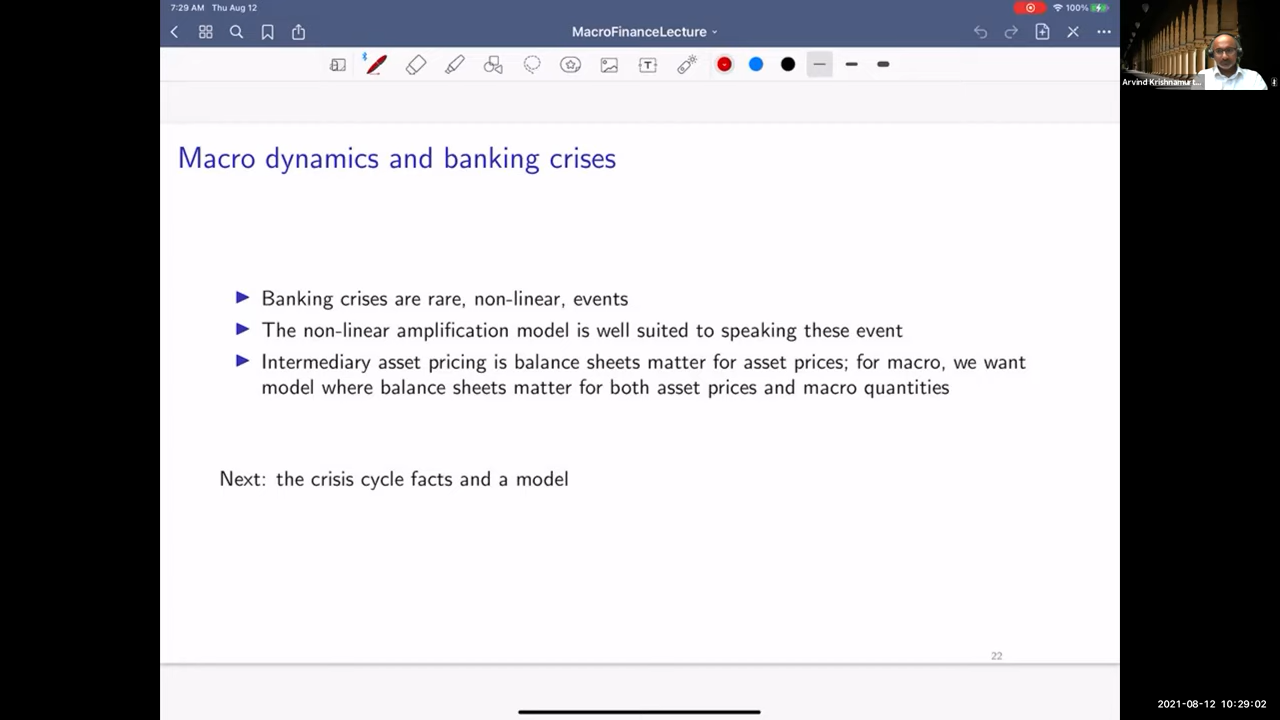 7:29 AM Thu Aug 12
100%
MacroFinanceLecture
T
Arvind Krishnamurt...
Macro dynamics and banking crises
Banking crises are rare, non-linear, events
The non-linear amplification model is well suited to speaking these event
Intermediary asset pricing is balance sheets matter for asset prices; for macro, we want
model where balance sheets matter for both asset prices and macro quantities
Next: the crisis cycle facts and a model
22
2021-08-12 10:29:02